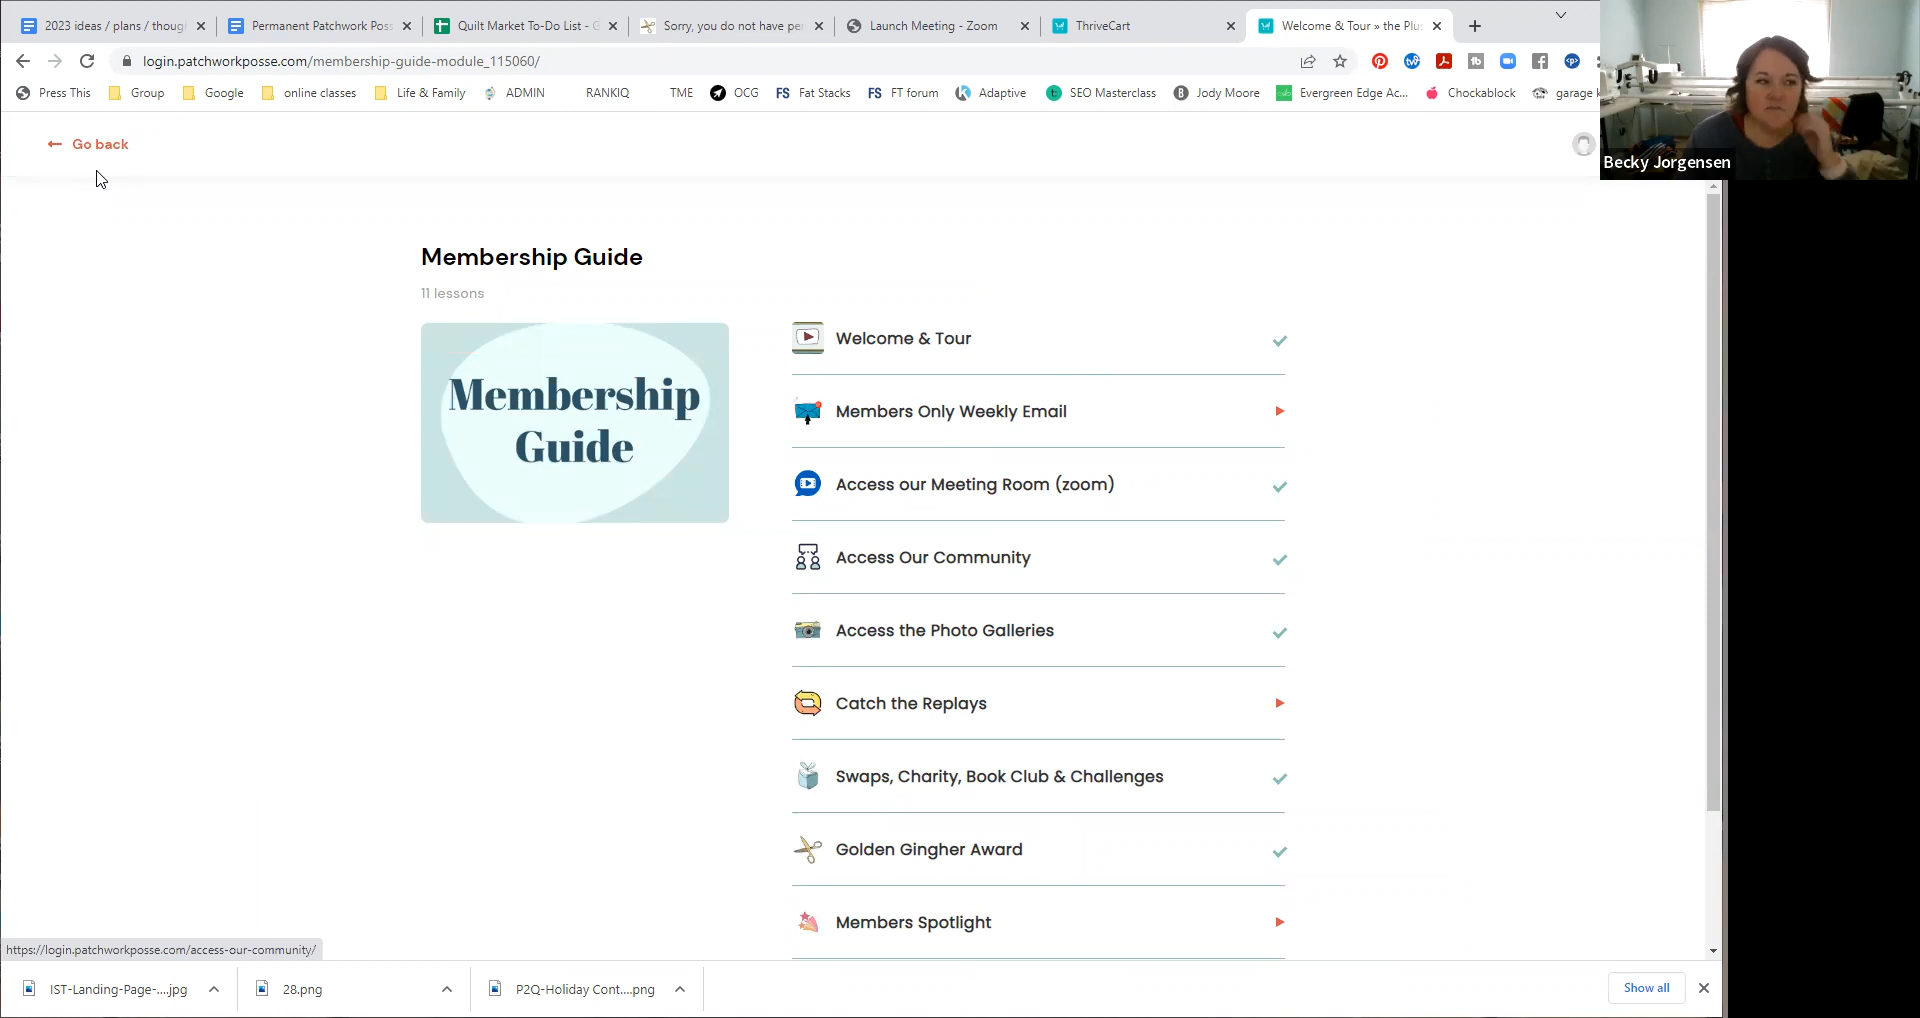 2023 ideas / plans / thoug
Permanent Patchwork Poss
Quilt Market To-Do List - G
Sorry, you do not have per
Launch Meeting - Zoom
ThriveCart
Welcome & Tour » the Plu
login.patchworkposse.com/membership-guide-module_115060/
Press This
Group
Google
online classes
Life & Family
ADMIN
RANKIQ
TME
OCG
FS Fat Stacks
FS FT forum
Adaptive
SEO Masterclass
B Jody Moore
Evergreen Edge Ac...
Chockablock
garage k
Go back
Becky Jorgensen
Membership Guide
11 lessons
Membership
Guide
Welcome & Tour
Members Only Weekly Email
Access our Meeting Room (zoom)
Access Our Community
Access the Photo Galleries
Catch the Replays
Swaps, Charity, Book Club & Challenges
Golden Gingher Award
Members Spotlight
https://login.patchworkposse.com/access-our-community/
IST-Landing-Page-....jpg
28.png
P2Q-Holiday Cont....png
Show all